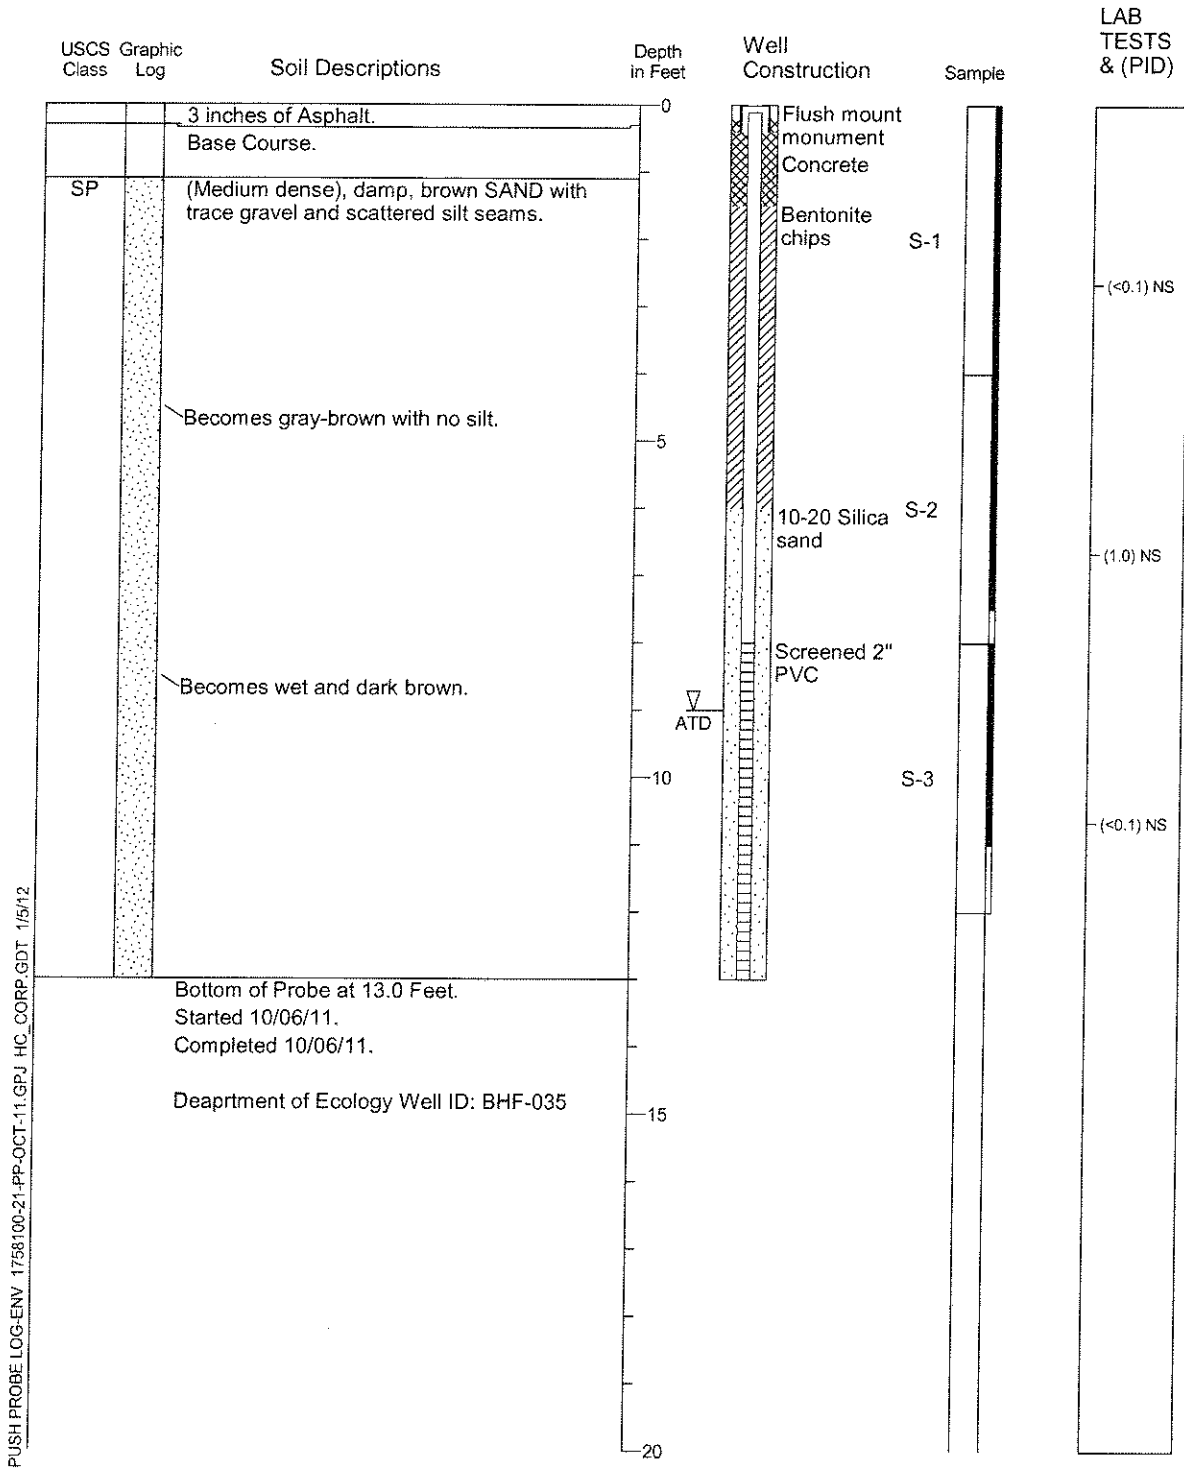 LAB
TESTS
& (PID)
USCS Graphic
Class Log
Soil Descriptions
Depth
in Feet
Well
Construction
Sample
0
3 inches of Asphalt.
Base Course.
Flush mount
monument
Concrete
SP
(Medium dense), damp, brown SAND with
trace gravel and scattered silt seams.
Bentonite
chips
S-1
(<0.1) NS
Becomes gray-brown with no silt.
5
10-20 Silica
sand
S-2
(1.0) NS
Screened 2"
PVC
Becomes wet and dark brown.
ATD
10
S-3
(<0.1) NS
Bottom of Probe at 13.0 Feet.
Started 10/06/11.
Completed 10/06/11.
Deaprtment of Ecology Well ID: BHF-035
15
20
PUSH PROBE LOG-ENV 1758100-21-PP-OCT-11.GPJ HC_CORP.GDT 1/5/12